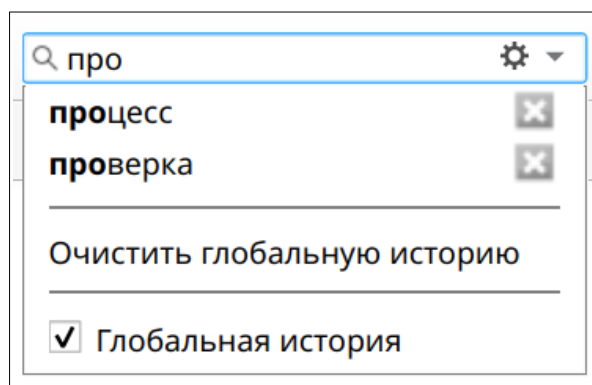 про
процесс
проверка
Очистить глобальную историю
Глобальная история